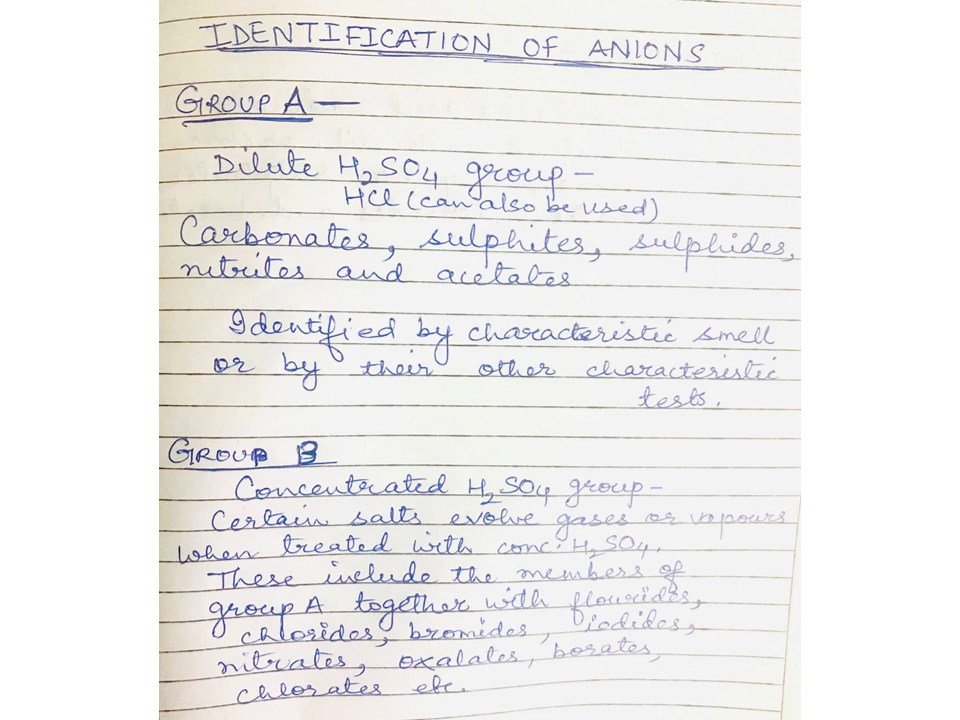 IDENTIFICATION OF ANIONS
GROUP A —
Dilute H₂SO₄ group –
HCl (can also be used)
Carbonates, sulphites, sulphides,
nitrites and acetates
Identified by characteristic smell
or by their other characteristic
tests.
GROUP B
Concentrated H₂SO₄ group –
Certain salts evolve gases or vapours
when treated with conc. H₂SO₄.
These include the members of
group A together with flourides,
chlorides, bromides, iodides,
nitrates, oxalates, borates,
chlorates etc.